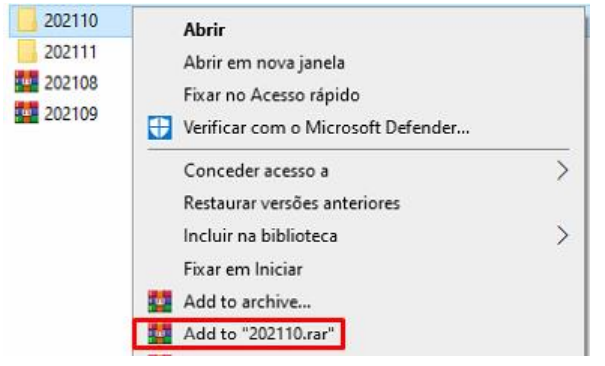 202110
202111
202108
202109
Abrir
Abrir em nova janela
Fixar no Acesso rápido
Verificar com o Microsoft Defender...
Conceder acesso a
Restaurar versões anteriores
Incluir na biblioteca
Fixar em Iniciar
Add to archive...
Add to "202110.rar"